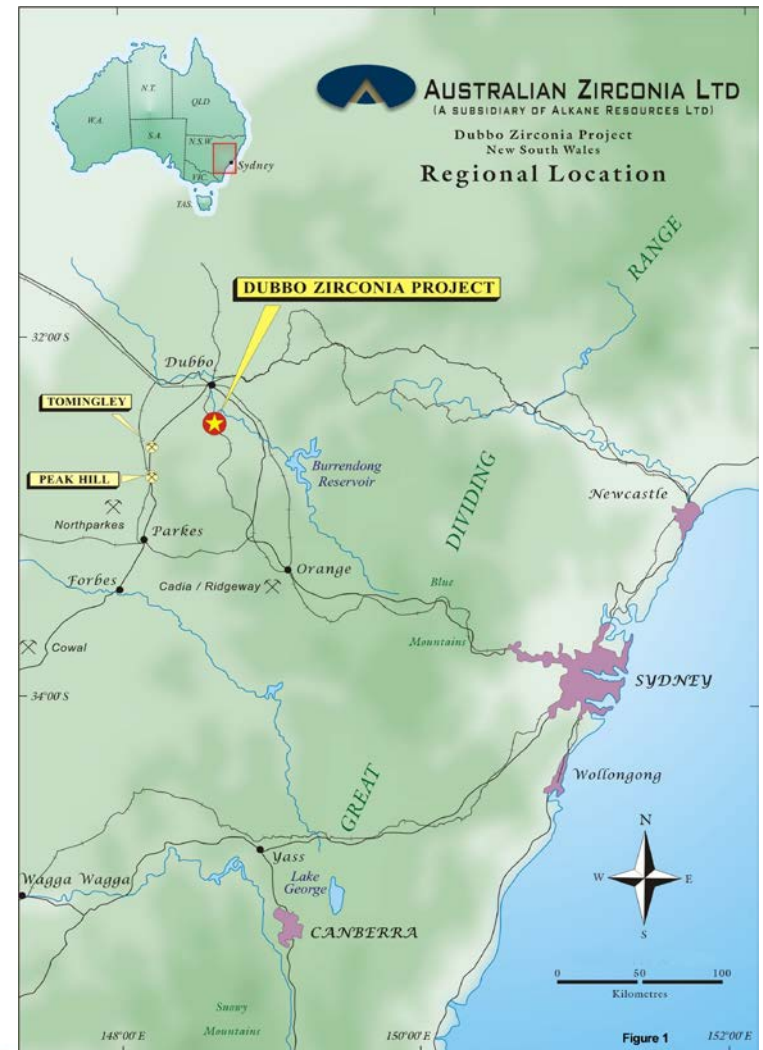 AUSTRALIAN ZIRCONIA LTD
(A SUBSIDIARY OF ALKANE RESOURCES LTD)
Dubbo Zirconia Project
New South Wales
Regional Location
N.T.
QLD
W.A.
S.A.
N.S.W.
Sydney
VIC.
TAS.
RANGE
DUBBO ZIRCONIA PROJECT
32°00'S
Dubbo
TOMINGLEY
PEAK HILL
Burrendong
Reservoir
DIVIDING
Newcastle
Northparkes
Parkes
Orange
Forbes
Cadia / Ridgeway
Blue
Mountains
Cowal
SYDNEY
34°00'S
Wollongong
GREAT
Yass
Lake
George
Wagga Wagga
CANBERRA
N
W
E
S
0
50
100
Kilometres
Snowy
Mountains
148°00'E
150°00'E
Figure 1
152°00'E